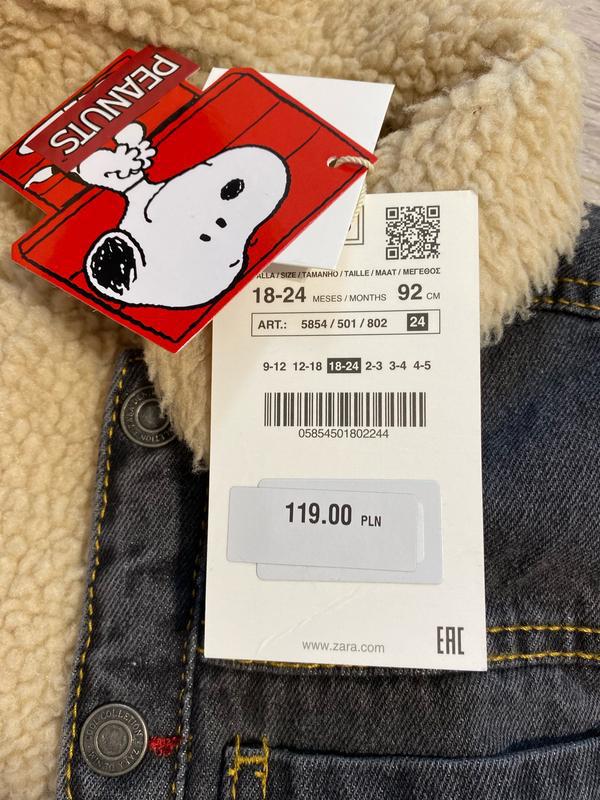 PEANUTS
/ SIZE / TAMANHO / TAILLE / MAAT / ΜΕΓΕΘΟΣ
18-24 MESES / MONTHS 92 CM
ART.: 5854 / 501 / 802 24
9-12 12-18 18-24 2-3 3-4 4-5
05854501802244
119.00 PLN
www.zara.com
EAC